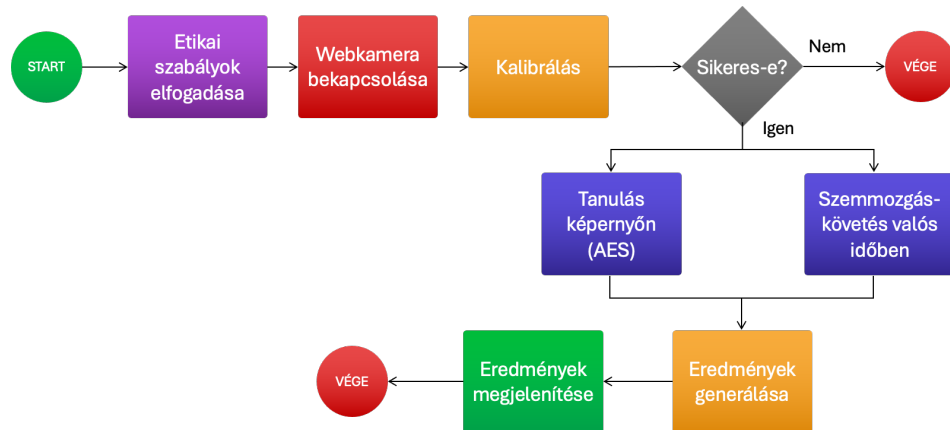 START
Etikai
szabályok
elfogadása
Webkamera
bekapcsolása
Kalibrálás
Sikeres-e?
Nem
VÉGE
Igen
Tanulás
képernyőn
(AES)
Szemmozgás-
követés valós
időben
VÉGE
Eredmények
megjelenítése
Eredmények
generálása